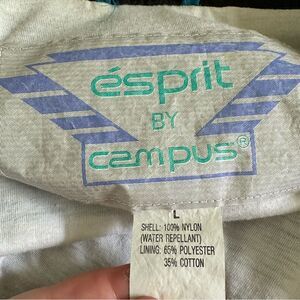 ésprit
BY
campus®
L
SHELL: 100% NYLON
(WATER REPELLANT)
LINING: 65% POLYESTER
35% COTTON